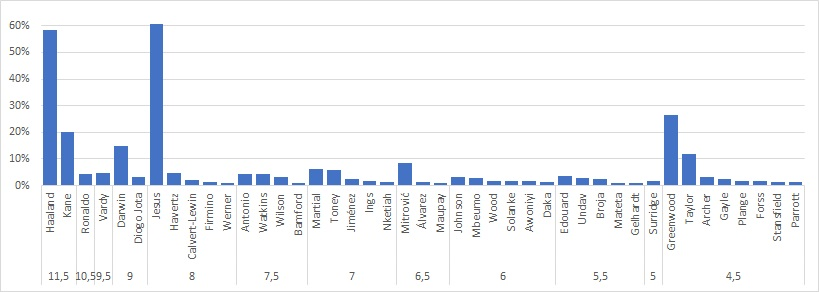 60%
50%
40%
30%
20%
10%
0%
Haaland
Kane
Ronaldo
Vardy
Darwin
Diogo Jota
Jesus
Havertz
Calvert-Lewin
Firmino
Werner
Antonio
Watkins
Wilson
Bamford
Martial
Toney
Jiménez
Ings
Nketiah
Mitrović
Álvarez
Maupay
Johnson
Mbeumo
Wood
Solanke
Awoniyi
Daka
Edouard
Undav
Broja
Mateta
Gelhardt
Surridge
Greenwood
Taylor
Archer
Gayle
Plange
Forss
Stansfield
Parrott
11,5
10,5
9,5
9
8
7,5
7
6,5
6
5,5
5
4,5